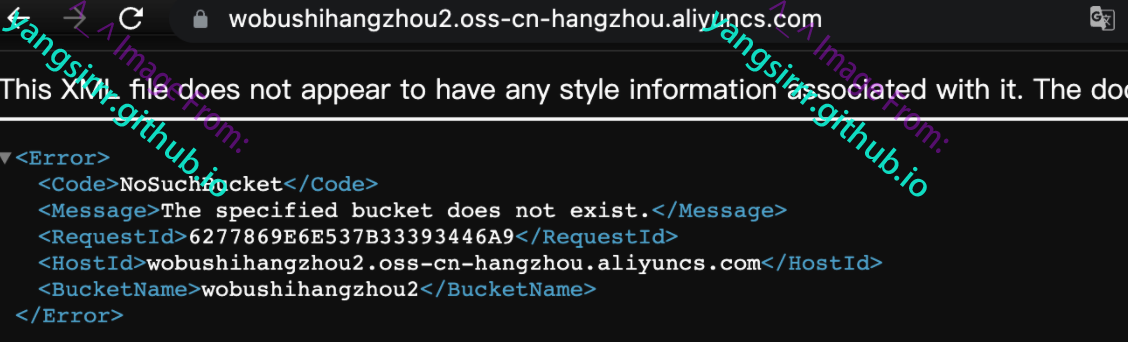 wobushihangzhou2.oss-cn-hangzhou.aliyuncs.com
This XML file does not appear to have any style information associated with it. The doc
<Error>
<Code>NoSuchBucket</Code>
<Message>The specified bucket does not exist.</Message>
<RequestId>6277869E6E537B33393446A9</RequestId>
<HostId>wobushihangzhou2.oss-cn-hangzhou.aliyuncs.com</HostId>
<BucketName>wobushihangzhou2</BucketName>
</Error>
^_^ Image From:
yangsirr.github.io
^_^ Image From:
yangsirr.github.io